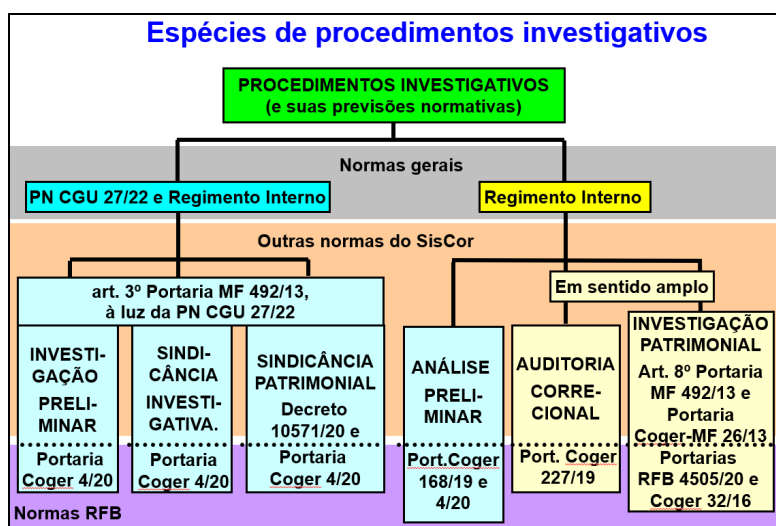 Espécies de procedimentos investigativos
PROCEDIMENTOS INVESTIGATIVOS
(e suas previsões normativas)
Normas gerais
PN CGU 27/22 e Regimento Interno
Regimento Interno
Outras normas do SisCor
Em sentido amplo
art. 3º Portaria MF 492/13,
à luz da PN CGU 27/22
INVESTI-
GAÇÃO
PRELI-
MINAR
Portaria
Coger 4/20
SINDI-
CÂNCIA
INVESTI-
GATIVA.
Portaria
Coger 4/20
SINDICÂNCIA
PATRIMONIAL
Decreto
10571/20 e
Portaria
Coger 4/20
ANÁLISE
PRELI-
MINAR
Port.Coger
168/19 e
4/20
AUDITORIA
CORRE-
CIONAL
Port. Coger
227/19
INVESTIGAÇÃO
PATRIMONIAL
Art. 8º Portaria
MF 492/13 e
Portaria
Coger-MF 26/13
Portarias
RFB 4505/20 e
Coger 32/16
Normas RFB